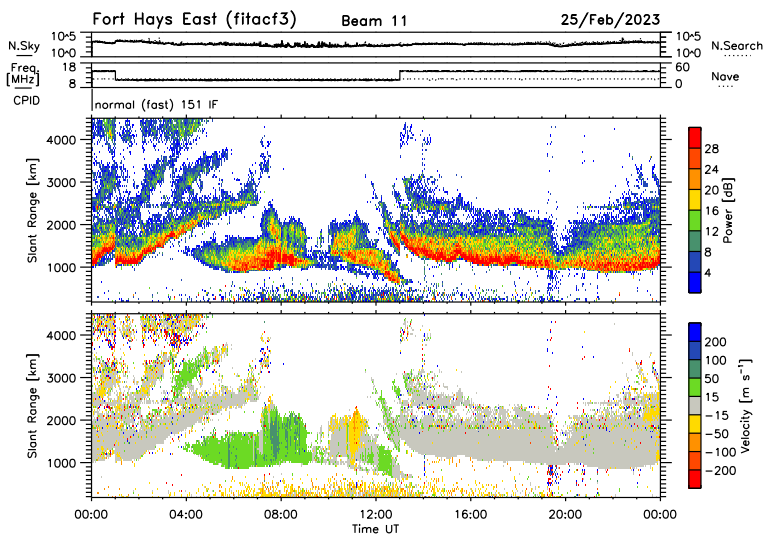 Fort Hays East (fitacf3) Beam 11 25/Feb/2023
N.Sky 10^5 10^0 10^5 10^0 N.Search
Freq. [MHz] 18 8 60 0 Nave
CPID normal (fast) 151 IF
4000
3000
2000
1000
Slant Range [km]
28
24
20
16
12
8
4
Power [dB]
4000
3000
2000
1000
Slant Range [km]
200
100
50
15
−15
−50
−100
−200
Velocity [m s⁻¹]
00:00 04:00 08:00 12:00 16:00 20:00 00:00
Time UT